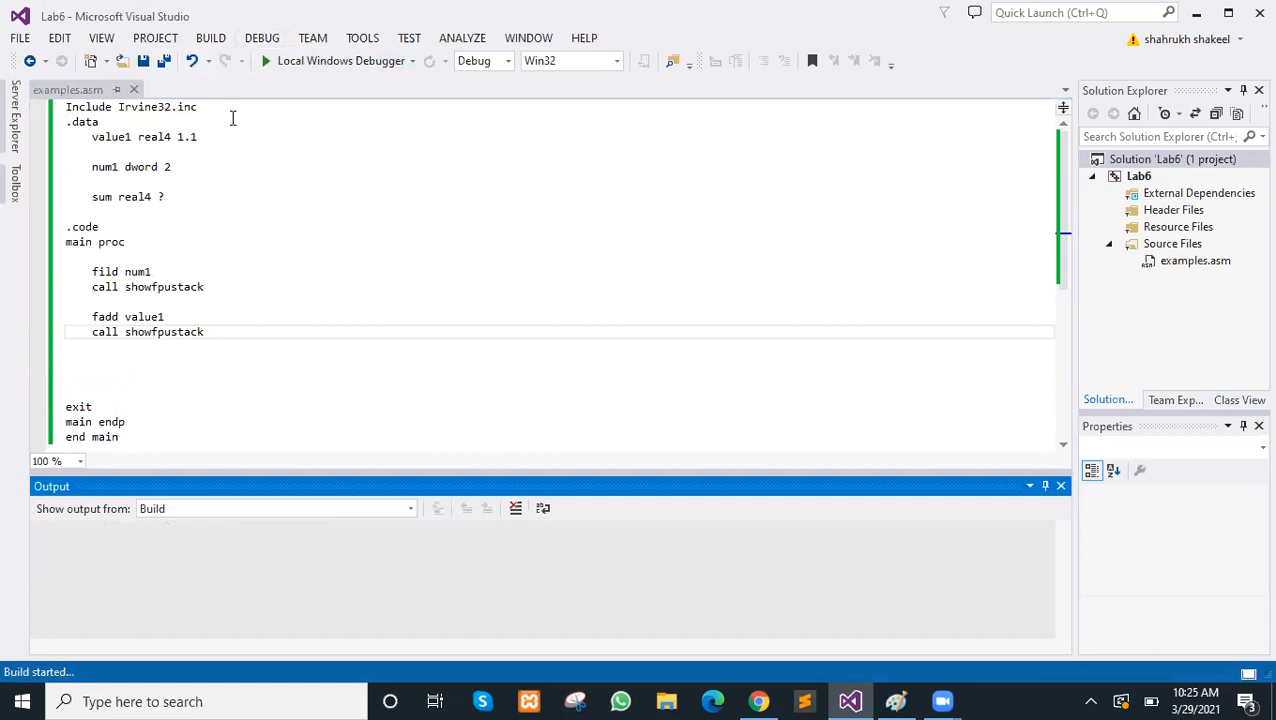 Lab6 - Microsoft Visual Studio
Quick Launch (Ctrl+Q)
FILE EDIT VIEW PROJECT BUILD DEBUG TEAM TOOLS TEST ANALYZE WINDOW HELP
shahrukh shakeel
Local Windows Debugger
Debug
Win32
Server Explorer
Toolbox
examples.asm
Include Irvine32.inc
.data
value1 real4 1.1
num1 dword 2
sum real4 ?
.code
main proc
fild num1
call showfpustack
fadd value1
call showfpustack
exit
main endp
end main
100 %
Output
Show output from: Build
Solution Explorer
Search Solution Explorer (Ctrl+;
Solution 'Lab6' (1 project)
Lab6
External Dependencies
Header Files
Resource Files
Source Files
examples.asm
Solution... Team Exp... Class View
Properties
Build started...
Type here to search
10:25 AM
3/29/2021
3